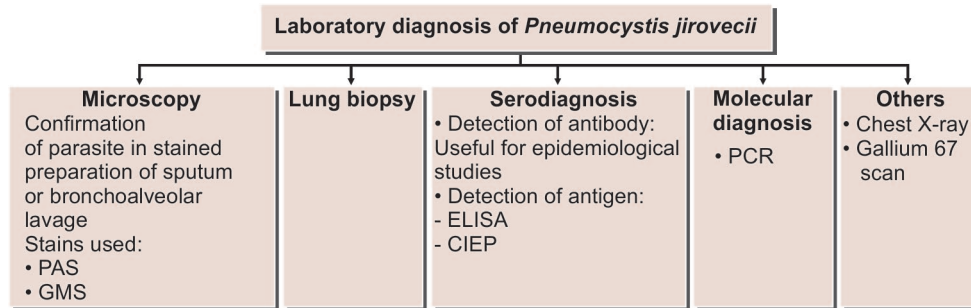 Laboratory diagnosis of Pneumocystis jirovecii
Microscopy
Confirmation
of parasite in stained
preparation of sputum
or bronchoalveolar
lavage
Stains used:
• PAS
• GMS
Lung biopsy
Serodiagnosis
• Detection of antibody:
Useful for epidemiological
studies
• Detection of antigen:
- ELISA
- CIEP
Molecular
diagnosis
• PCR
Others
• Chest X-ray
• Gallium 67
scan